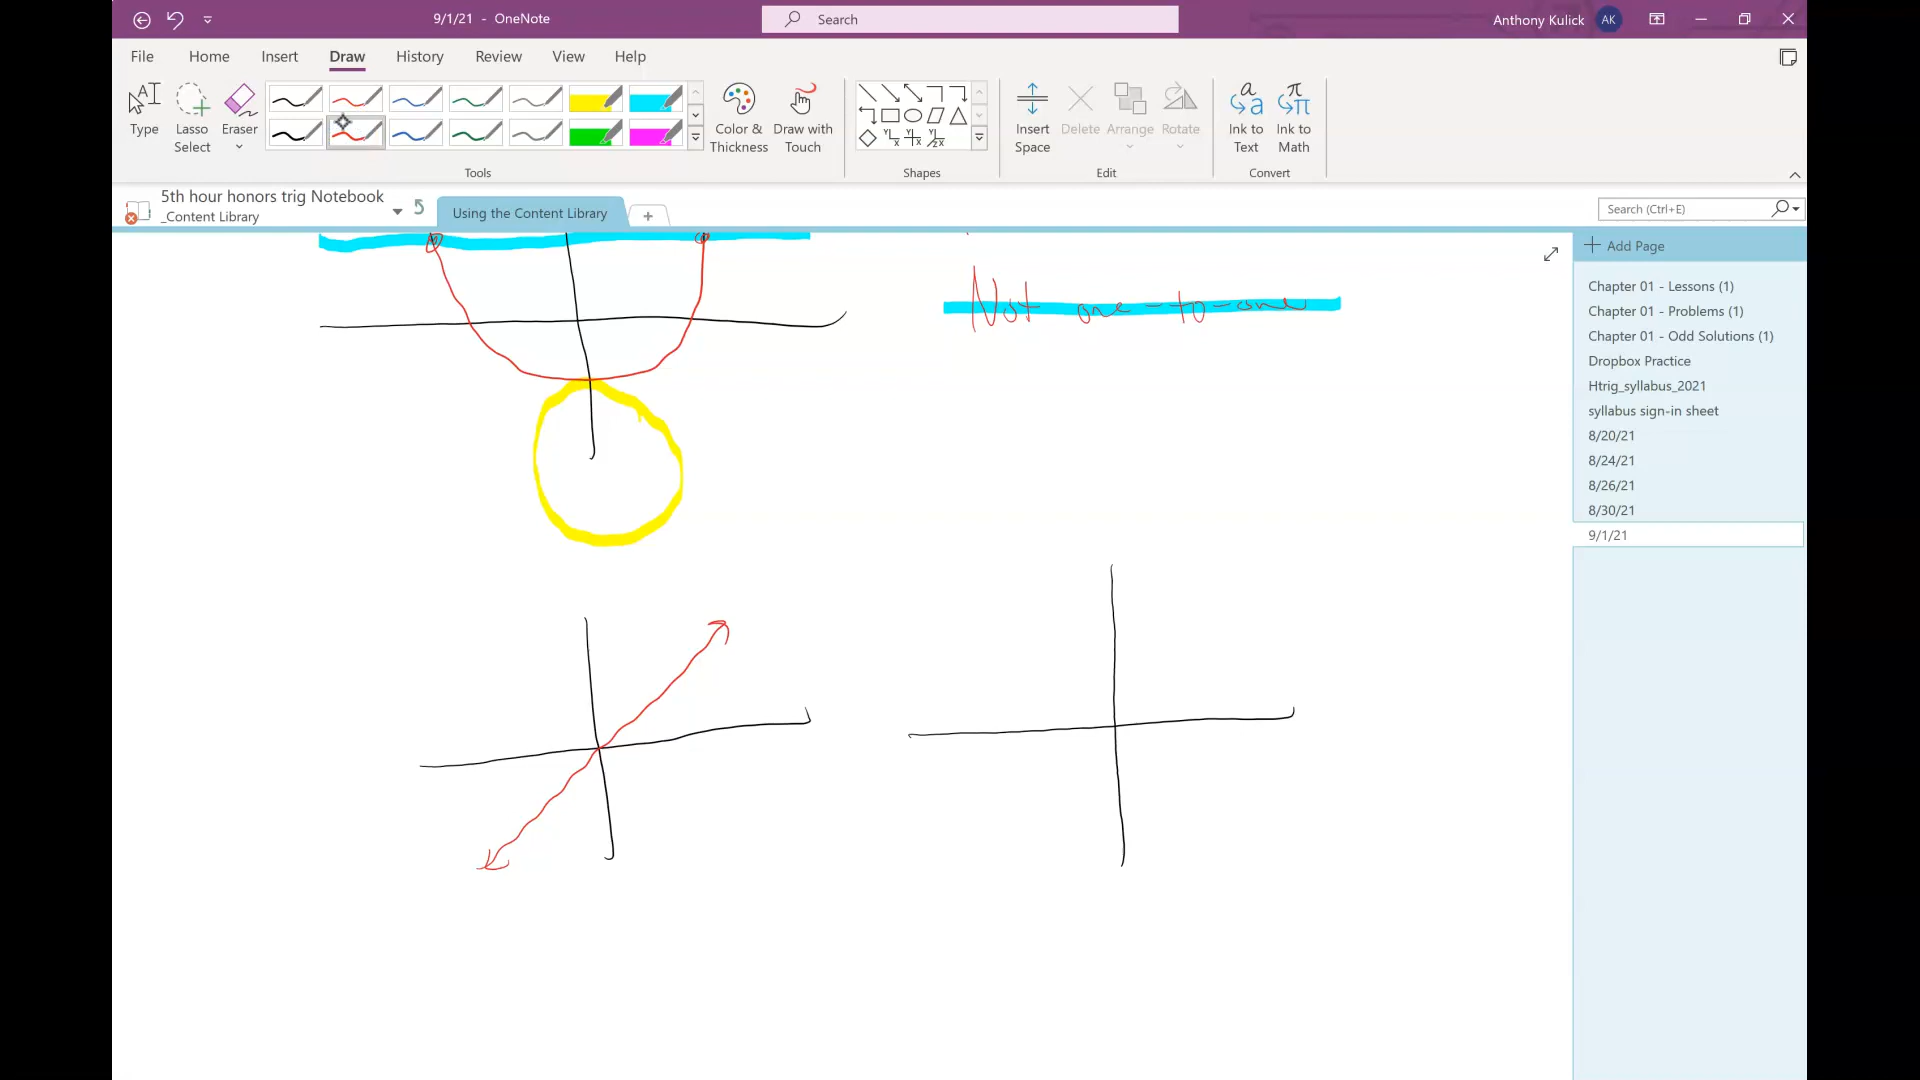 9/1/21 - OneNote
Search
Anthony Kulick AK
File Home Insert Draw History Review View Help
Type
Lasso Select
Eraser
Color & Thickness
Draw with Touch
Insert Space
Delete
Arrange
Rotate
Ink to Text
Ink to Math
Tools
Shapes
Edit
Convert
5th hour honors trig Notebook
_Content Library
Using the Content Library
Search (Ctrl+E)
Add Page
Chapter 01 - Lessons (1)
Chapter 01 - Problems (1)
Chapter 01 - Odd Solutions (1)
Dropbox Practice
Htrig_syllabus_2021
syllabus sign-in sheet
8/20/21
8/24/21
8/26/21
8/30/21
9/1/21
Not one-to-one